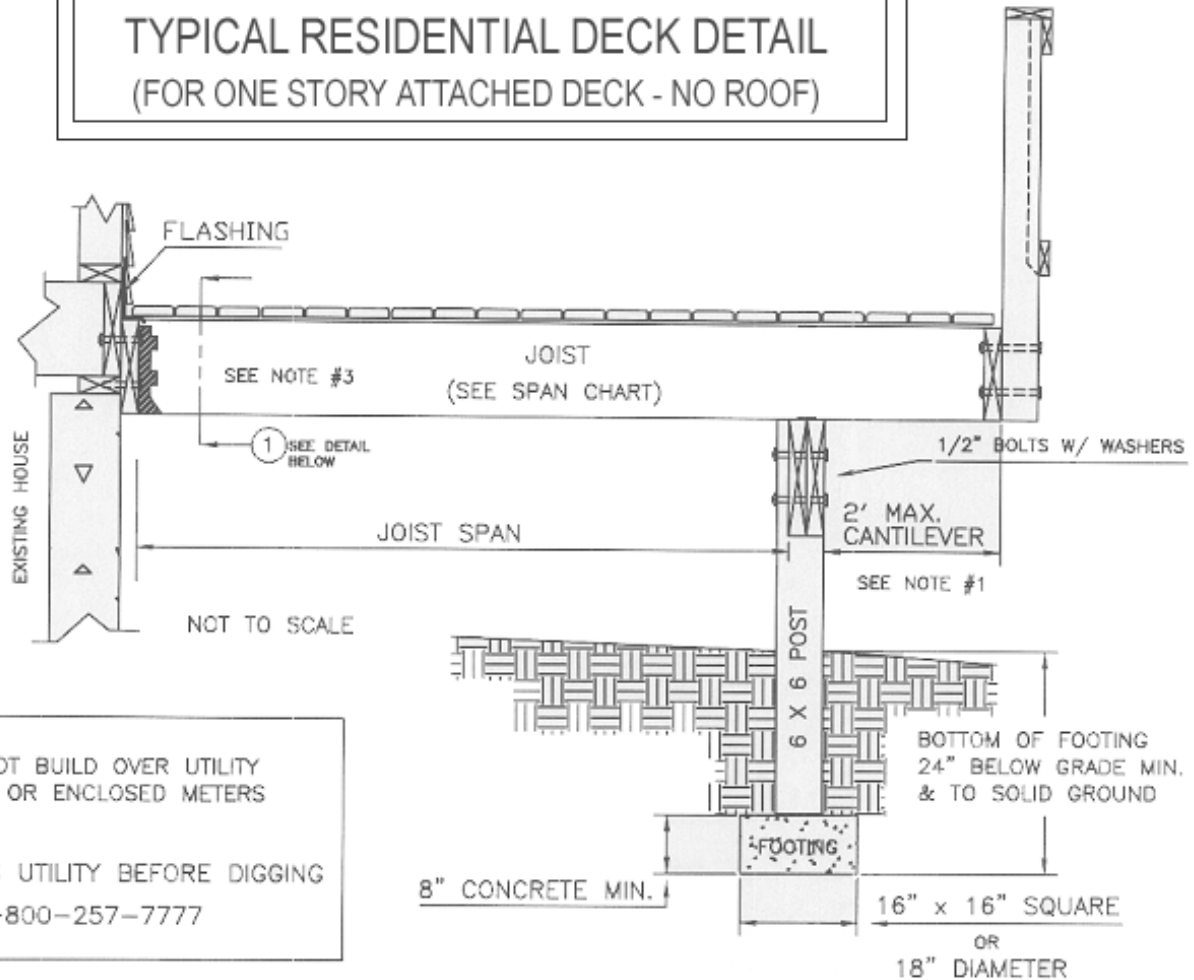 TYPICAL RESIDENTIAL DECK DETAIL
(FOR ONE STORY ATTACHED DECK - NO ROOF)
FLASHING
JOIST
(SEE SPAN CHART)
SEE NOTE #3
1
SEE DETAIL
BELOW
1/2" BOLTS W/ WASHERS
EXISTING HOUSE
JOIST SPAN
2' MAX.
CANTILEVER
SEE NOTE #1
NOT TO SCALE
6 X 6 POST
BOTTOM OF FOOTING
24" BELOW GRADE MIN.
& TO SOLID GROUND
BUILD OVER UTILITY
OR ENCLOSED METERS
UTILITY BEFORE DIGGING
-800-257-7777
FOOTING
8" CONCRETE MIN.
16" x 16" SQUARE
OR
18" DIAMETER